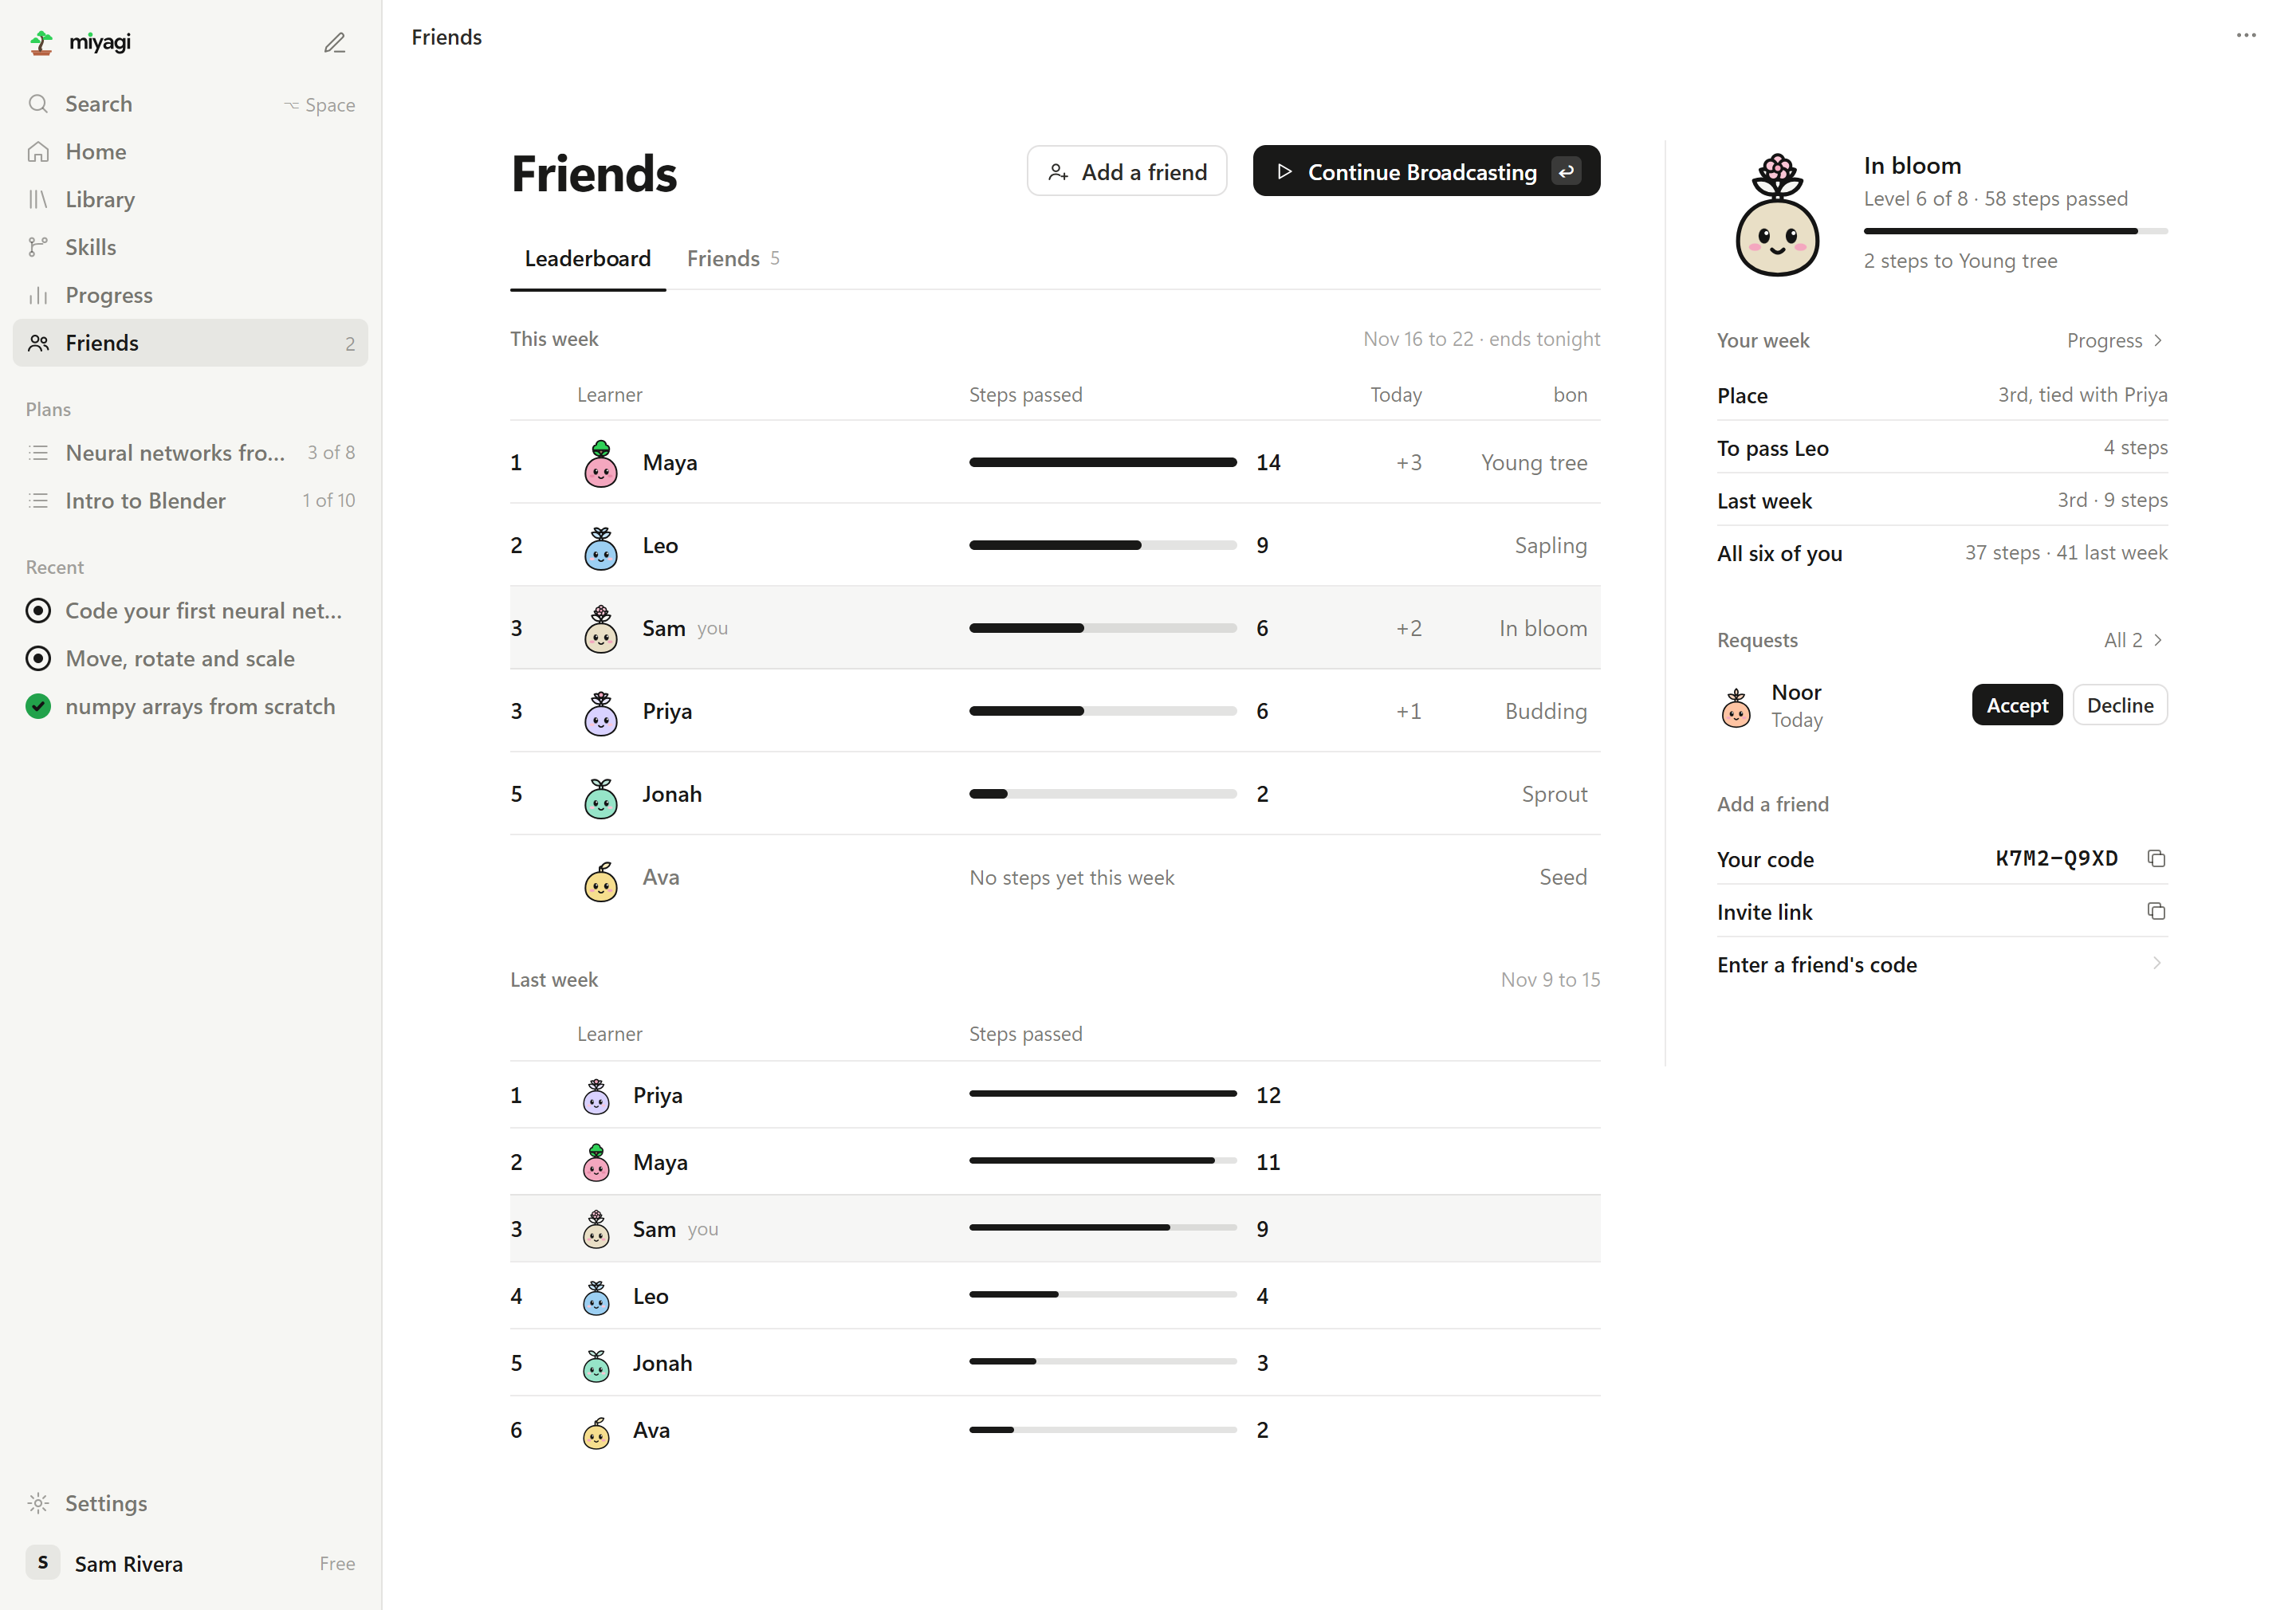 miyagi
Search ⌥ Space
Home
Library
Skills
Progress
Friends 2
Plans
Neural networks fro... 3 of 8
Intro to Blender 1 of 10
Recent
Code your first neural net...
Move, rotate and scale
numpy arrays from scratch
Settings
S Sam Rivera Free
Friends
Friends
Add a friend
Continue Broadcasting
Leaderboard
Friends 5
This week Nov 16 to 22 · ends tonight
Learner Steps passed Today bon
1 Maya 14 +3 Young tree
2 Leo 9 Sapling
3 Sam you 6 +2 In bloom
3 Priya 6 +1 Budding
5 Jonah 2 Sprout
Ava No steps yet this week Seed
Last week Nov 9 to 15
Learner Steps passed
1 Priya 12
2 Maya 11
3 Sam you 9
4 Leo 4
5 Jonah 3
6 Ava 2
In bloom
Level 6 of 8 · 58 steps passed
2 steps to Young tree
Your week Progress
Place 3rd, tied with Priya
To pass Leo 4 steps
Last week 3rd · 9 steps
All six of you 37 steps · 41 last week
Requests All 2
Noor
Today
Accept Decline
Add a friend
Your code K7M2-Q9XD
Invite link
Enter a friend's code